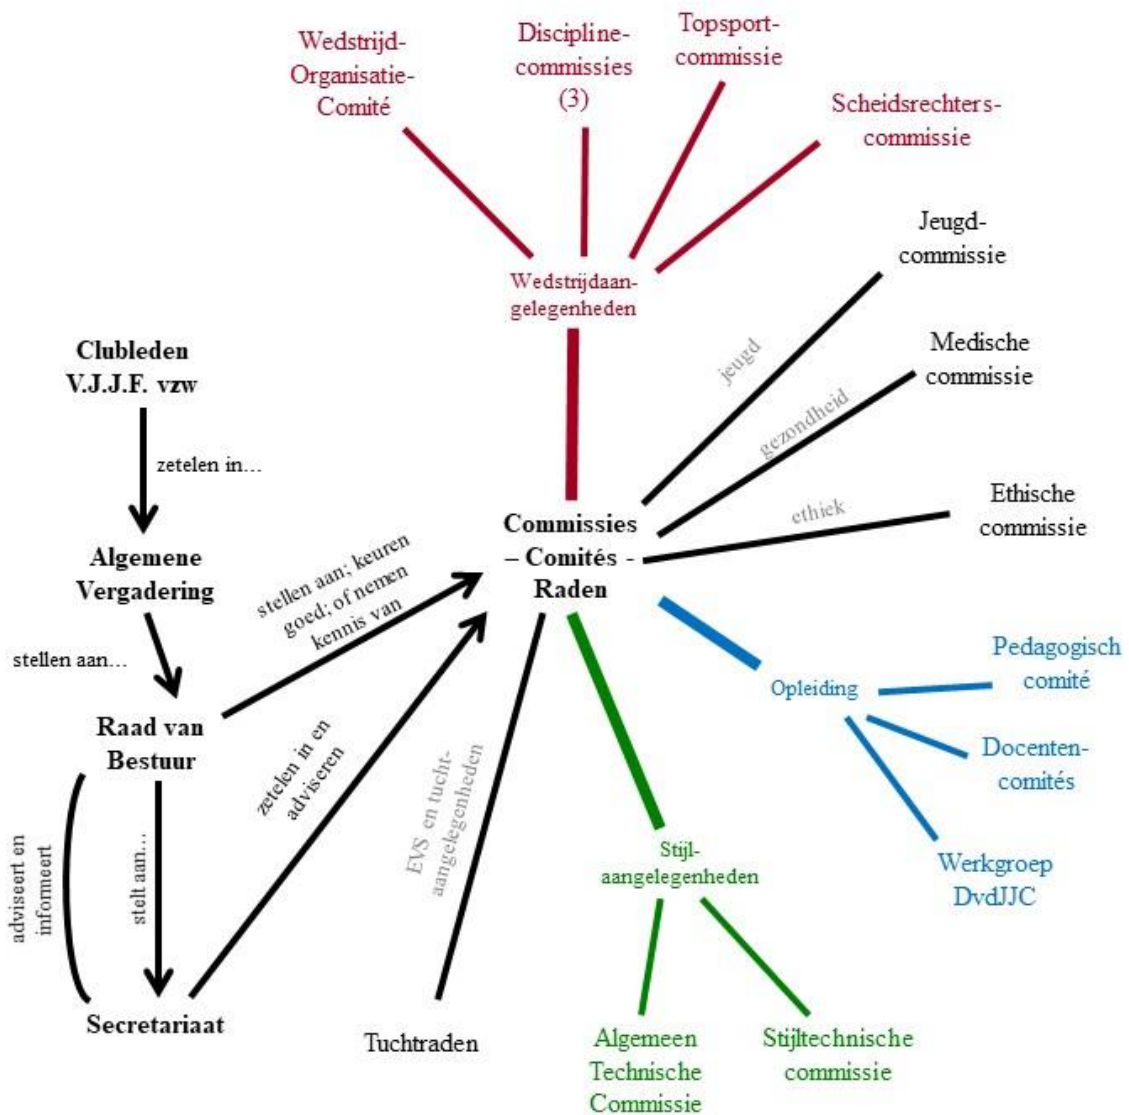 Wedstrijd-
Organisatie-
Comité
Discipline-
commissies
(3)
Topsport-
commissie
Scheidsrechters-
commissie
Jeugd-
commissie
Wedstrijdaan-
gelegenheden
Medische
commissie
jeugd
gezondheid
ethiek
Ethische
commissie
Clubleden
V.J.J.F. vzw
zetelen in...
Algemene
Vergadering
stellen aan...
Raad van
Bestuur
stellen aan; keuren
goed; of nemen
kennis van
Commissies
– Comités -
Raden
zetelen in en
adviseren
adviseert en
informeert
stelt aan...
Secretariaat
EVS en tucht-
aangelegenheden
Tuchtraden
Opleiding
Pedagogisch
comité
Docenten-
comités
Werkgroep
DvdJJC
Stijl-
aangelegenheden
Algemeen
Technische
Commissie
Stijltechnische
commissie